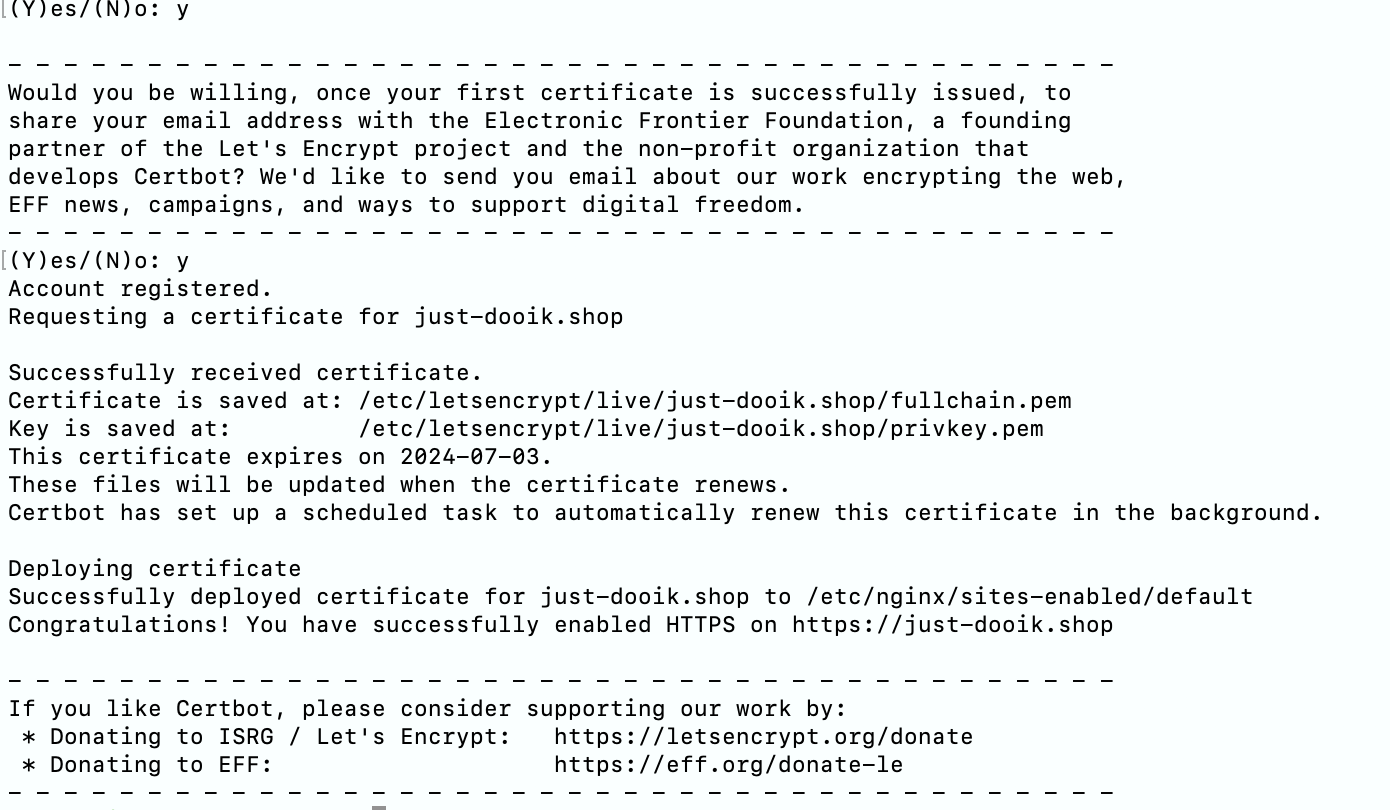 (Y)es/(N)o: y
- - - - - - - - - - - - - - - - - - - - - - - - - - - - - - - - - - - - - - - -
Would you be willing, once your first certificate is successfully issued, to
share your email address with the Electronic Frontier Foundation, a founding
partner of the Let's Encrypt project and the non-profit organization that
develops Certbot? We'd like to send you email about our work encrypting the web,
EFF news, campaigns, and ways to support digital freedom.
- - - - - - - - - - - - - - - - - - - - - - - - - - - - - - - - - - - - - - - -
(Y)es/(N)o: y
Account registered.
Requesting a certificate for just-dooik.shop
Successfully received certificate.
Certificate is saved at: /etc/letsencrypt/live/just-dooik.shop/fullchain.pem
Key is saved at:         /etc/letsencrypt/live/just-dooik.shop/privkey.pem
This certificate expires on 2024-07-03.
These files will be updated when the certificate renews.
Certbot has set up a scheduled task to automatically renew this certificate in the background.
Deploying certificate
Successfully deployed certificate for just-dooik.shop to /etc/nginx/sites-enabled/default
Congratulations! You have successfully enabled HTTPS on https://just-dooik.shop
- - - - - - - - - - - - - - - - - - - - - - - - - - - - - - - - - - - - - - - -
If you like Certbot, please consider supporting our work by:
 * Donating to ISRG / Let's Encrypt:   https://letsencrypt.org/donate
 * Donating to EFF:                    https://eff.org/donate-le
- - - - - - - - - - - - - - - - - - - - - - - - - - - - - - - - - - - - - - - -